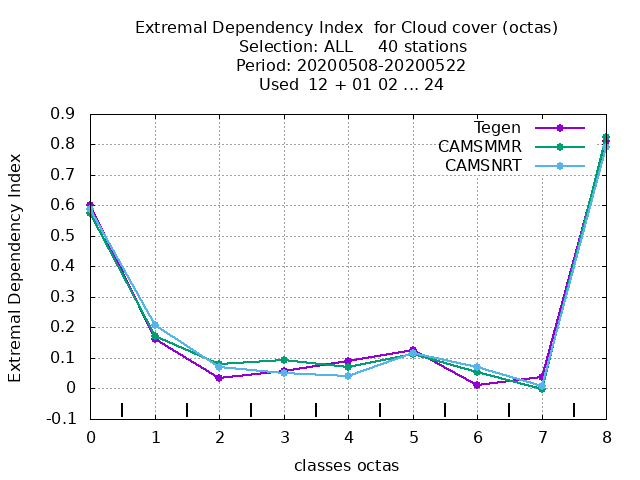 Extremal Dependency Index  for Cloud cover (octas)
Selection: ALL     40 stations
Period: 20200508-20200522
Used  12 + 01 02 ... 24
Tegen
CAMSMMR
CAMSNRT
Extremal Dependency Index
0.9
0.8
0.7
0.6
0.5
0.4
0.3
0.2
0.1
0
-0.1
0 1 2 3 4 5 6 7 8
classes octas